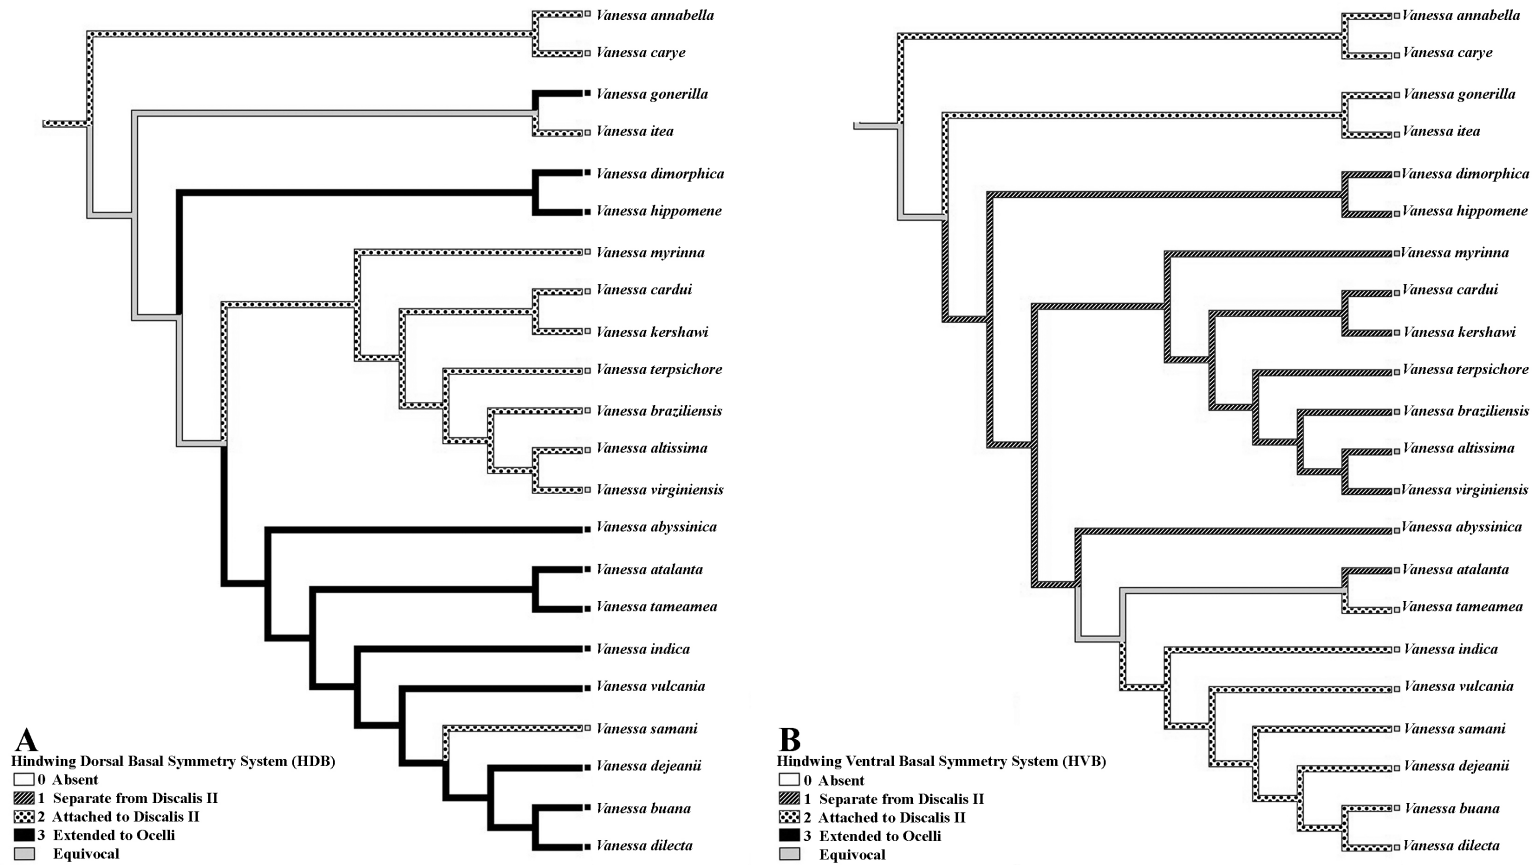 Vanessa annabella
Vanessa carye
Vanessa gonerilla
Vanessa itea
Vanessa dimorphica
Vanessa hippomene
Vanessa myrinna
Vanessa cardui
Vanessa kershawi
Vanessa terpsichore
Vanessa braziliensis
Vanessa altissima
Vanessa virginiensis
Vanessa abyssinica
Vanessa atalanta
Vanessa tameamea
Vanessa indica
Vanessa vulcania
Vanessa samani
Vanessa dejeanii
Vanessa buana
Vanessa dilecta
A
Hindwing Dorsal Basal Symmetry System (HDB)
0 Absent
1 Separate from Discalis II
2 Attached to Discalis II
3 Extended to Ocelli
Equivocal
Vanessa annabella
Vanessa carye
Vanessa gonerilla
Vanessa itea
Vanessa dimorphica
Vanessa hippomene
Vanessa myrinna
Vanessa cardui
Vanessa kershawi
Vanessa terpsichore
Vanessa braziliensis
Vanessa altissima
Vanessa virginiensis
Vanessa abyssinica
Vanessa atalanta
Vanessa tameamea
Vanessa indica
Vanessa vulcania
Vanessa samani
Vanessa dejeanii
Vanessa buana
Vanessa dilecta
B
Hindwing Ventral Basal Symmetry System (HVB)
0 Absent
1 Separate from Discalis II
2 Attached to Discalis II
3 Extended to Ocelli
Equivocal